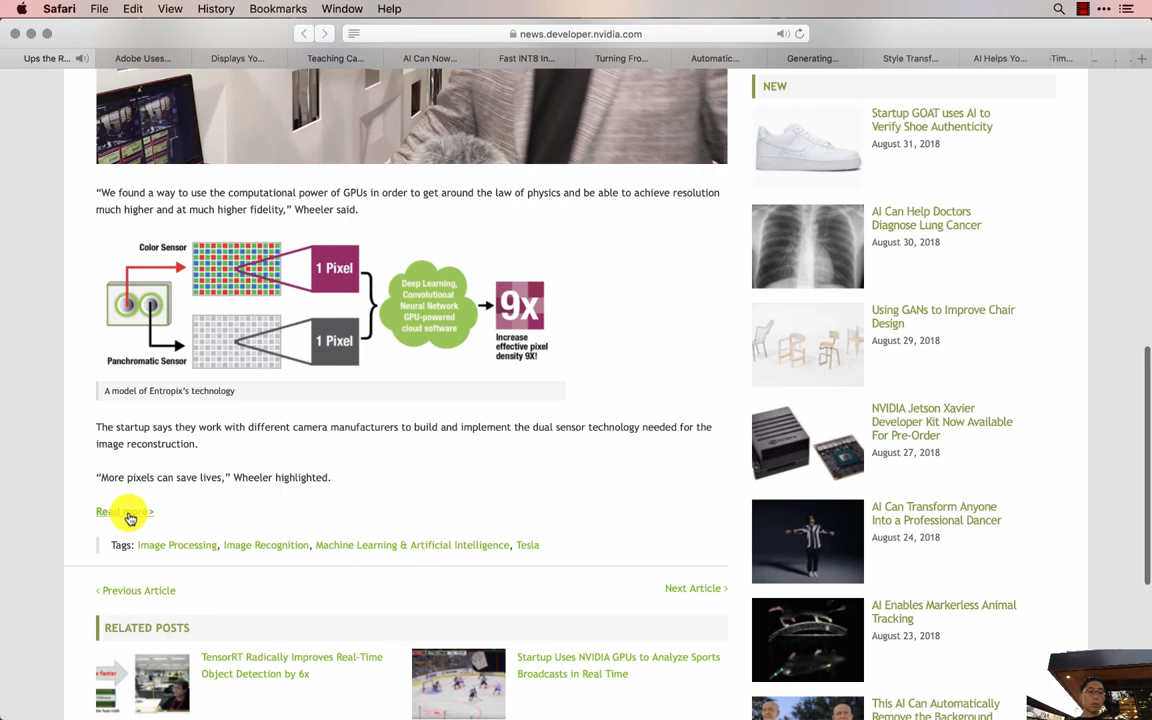 Safari File Edit View History Bookmarks Window Help
news.developer.nvidia.com
Ups the R... Adobe Uses... Displays Yo... Teaching Ca... AI Can Now... Fast INT8 In... Turning Fro... Automatic... Generating... Style Transf... AI Helps Yo...
“We found a way to use the computational power of GPUs in order to get around the law of physics and be able to achieve resolution
much higher and at much higher fidelity,” Wheeler said.
Color Sensor
1 Pixel
Deep Learning,
Convolutional
Neural Network
GPU-powered
cloud software
9x
Increase
effective pixel
density 9X!
1 Pixel
Panchromatic Sensor
A model of Entropix’s technology
The startup says they work with different camera manufacturers to build and implement the dual sensor technology needed for the
image reconstruction.
“More pixels can save lives,” Wheeler highlighted.
Read more>
Tags: Image Processing, Image Recognition, Machine Learning & Artificial Intelligence, Tesla
‹ Previous Article
Next Article ›
RELATED POSTS
TensorRT Radically Improves Real-Time
Object Detection by 6x
Startup Uses NVIDIA GPUs to Analyze Sports
Broadcasts in Real Time
NEW
Startup GOAT uses AI to
Verify Shoe Authenticity
August 31, 2018
AI Can Help Doctors
Diagnose Lung Cancer
August 30, 2018
Using GANs to Improve Chair
Design
August 29, 2018
NVIDIA Jetson Xavier
Developer Kit Now Available
For Pre-Order
August 27, 2018
AI Can Transform Anyone
Into a Professional Dancer
August 24, 2018
AI Enables Markerless Animal
Tracking
August 23, 2018
This AI Can Automatically
Remove the Background